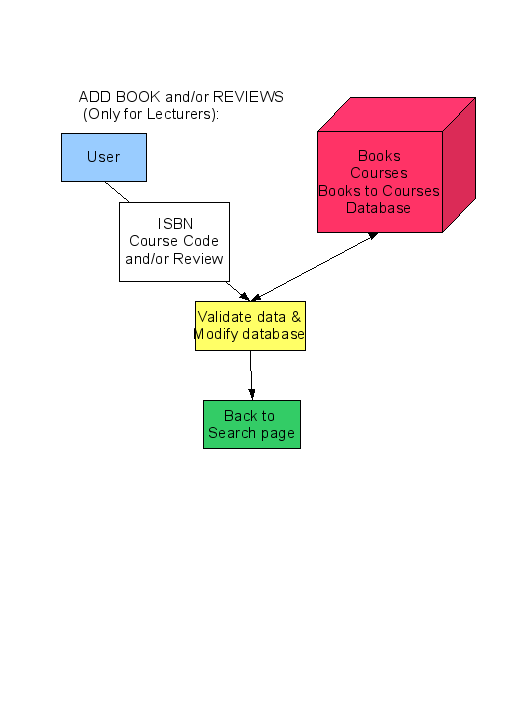 ADD BOOK and/or REVIEWS
(Only for Lecturers):
User
Books
Courses
Books to Courses
Database
ISBN
Course Code
and/or Review
Validate data &
Modify database
Back to
Search page